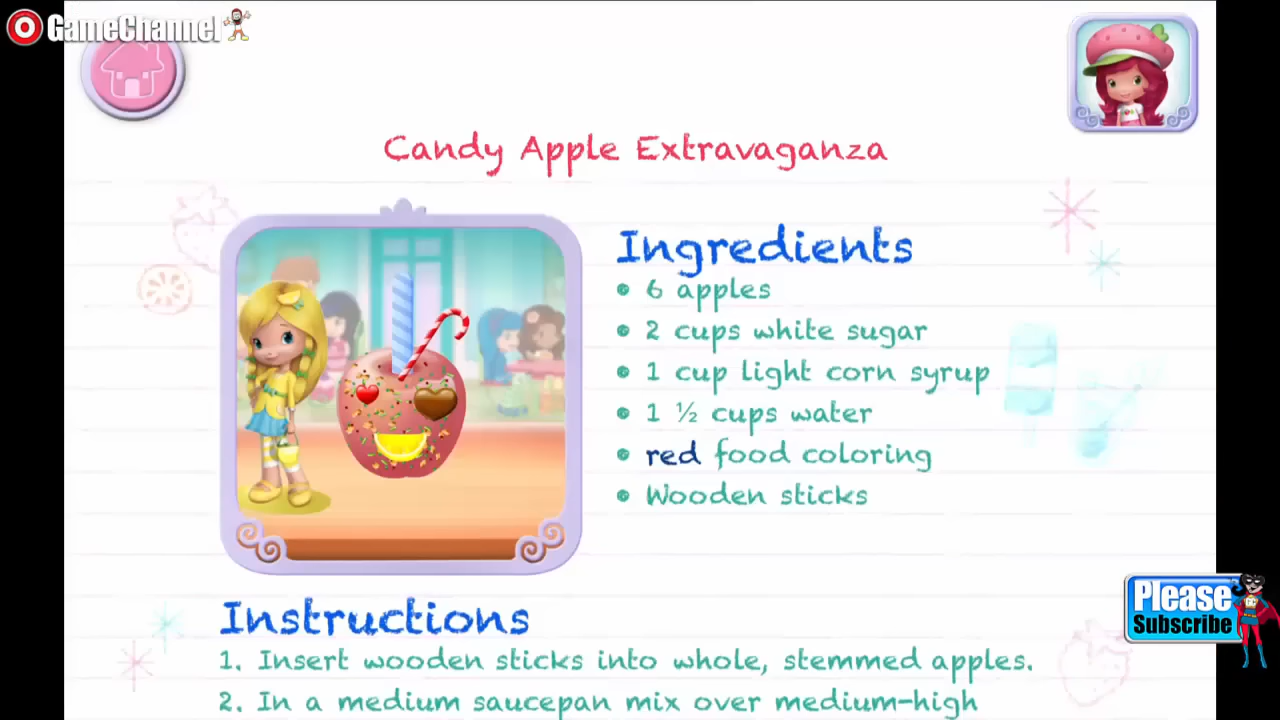 GameChannel
Candy Apple Extravaganza
Ingredients
• 6 apples
• 2 cups white sugar
• 1 cup light corn syrup
• 1 ½ cups water
• red food coloring
• Wooden sticks
Please
Subscribe
Instructions
1. Insert wooden sticks into whole, stemmed apples.
2. In a medium saucepan mix over medium-high